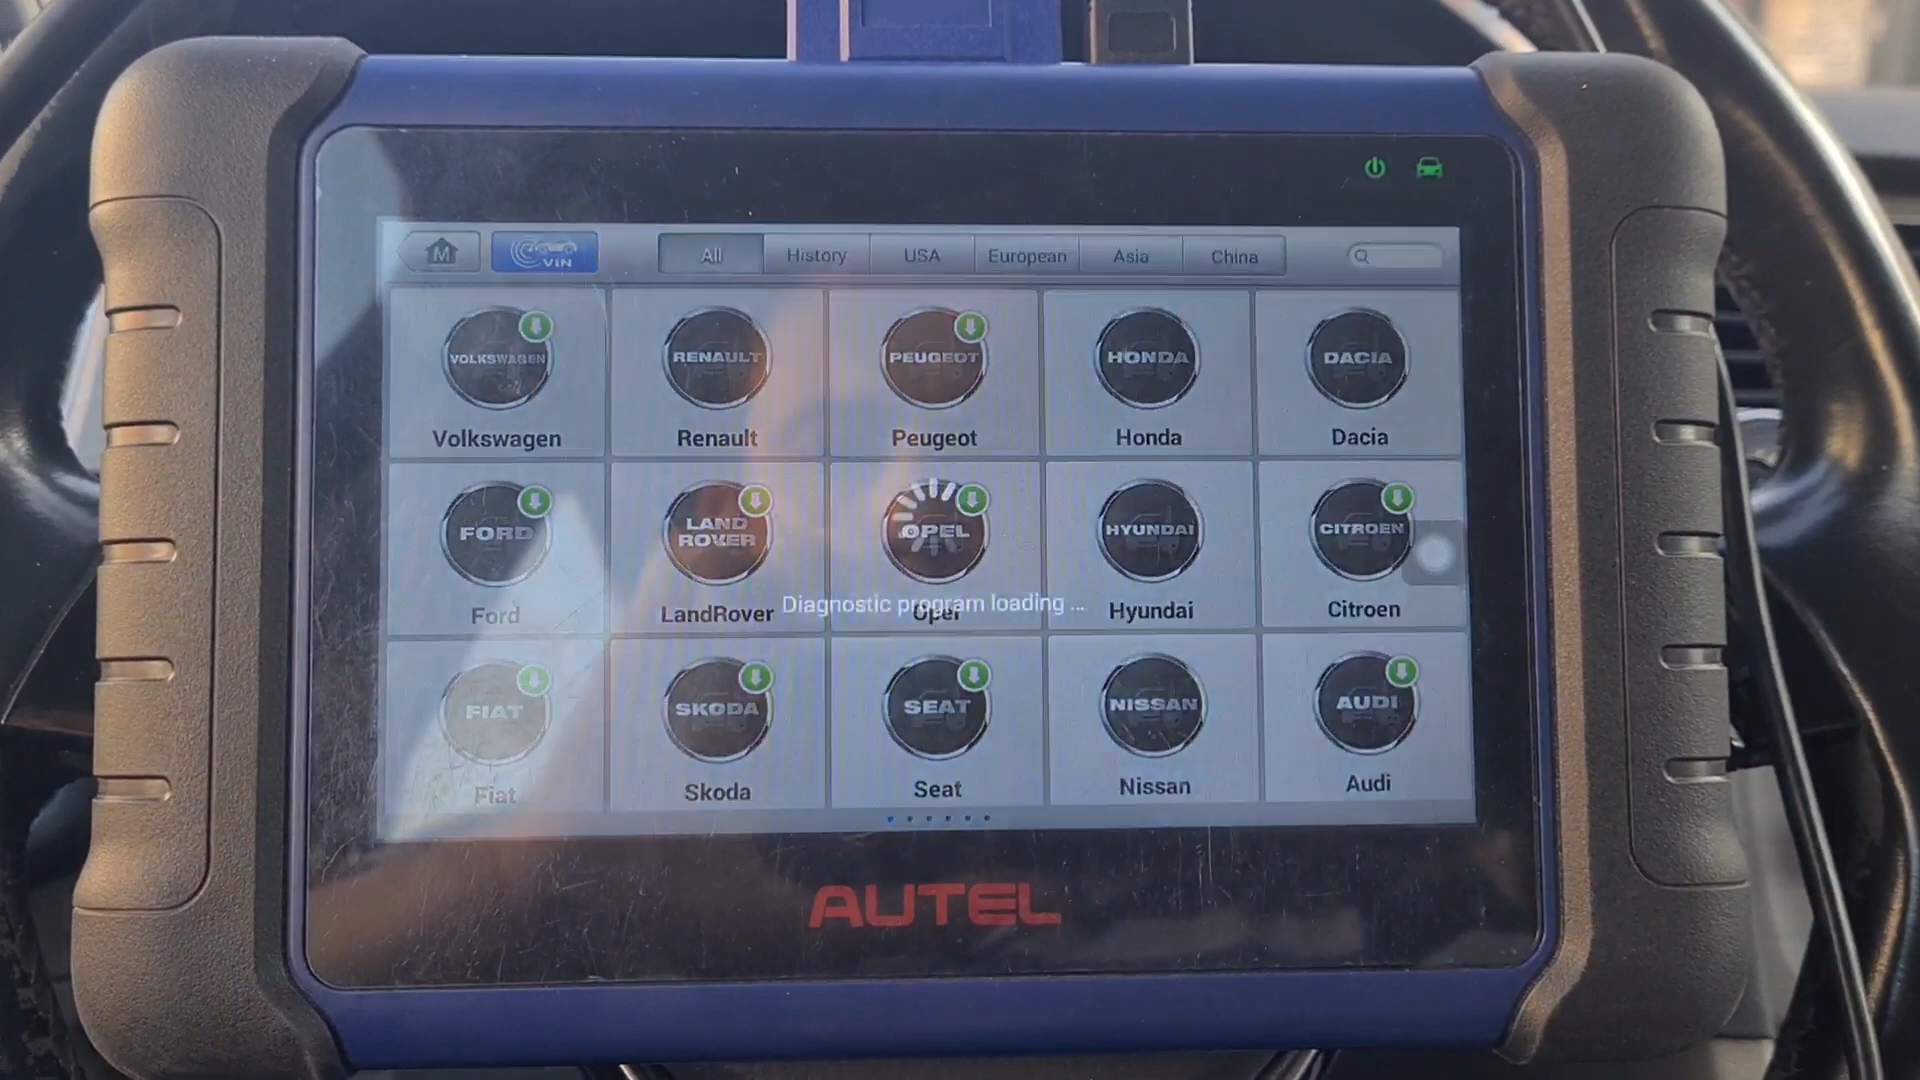 M VIN All History USA European Asia China
VOLKSWAGEN RENAULT PEUGEOT HONDA DACIA
Volkswagen Renault Peugeot Honda Dacia
FORD LAND ROVER OPEL HYUNDAI CITROEN
Diagnostic program loading ...
Ford LandRover Opel Hyundai Citroen
FIAT SKODA SEAT NISSAN AUDI
Fiat Skoda Seat Nissan Audi
AUTEL